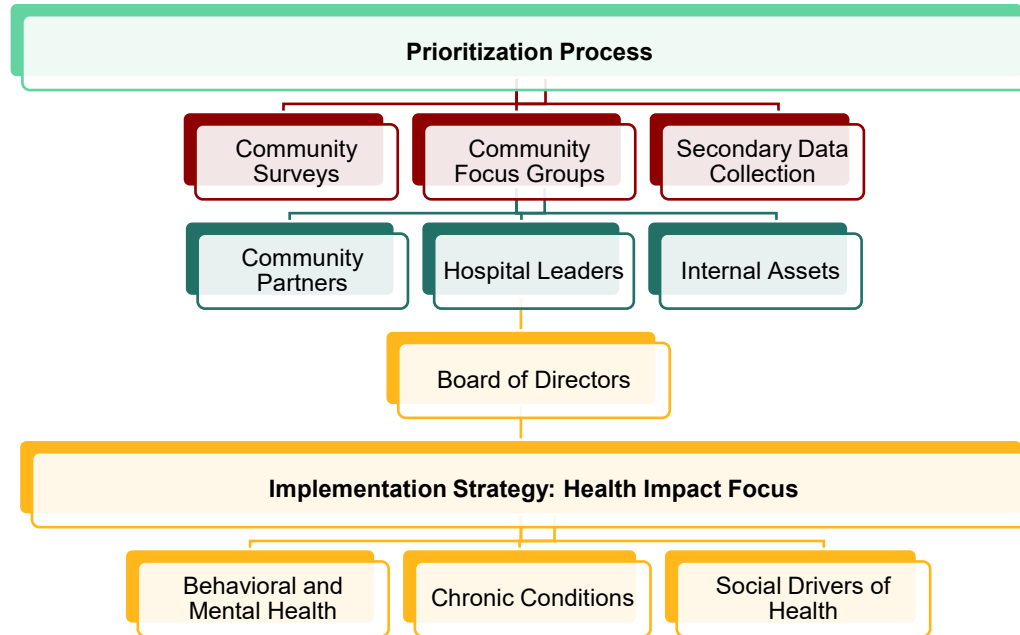 Prioritization Process
Community
Surveys
Community
Focus Groups
Secondary Data
Collection
Community
Partners
Hospital Leaders
Internal Assets
Board of Directors
Implementation Strategy: Health Impact Focus
Behavioral and
Mental Health
Chronic Conditions
Social Drivers of
Health